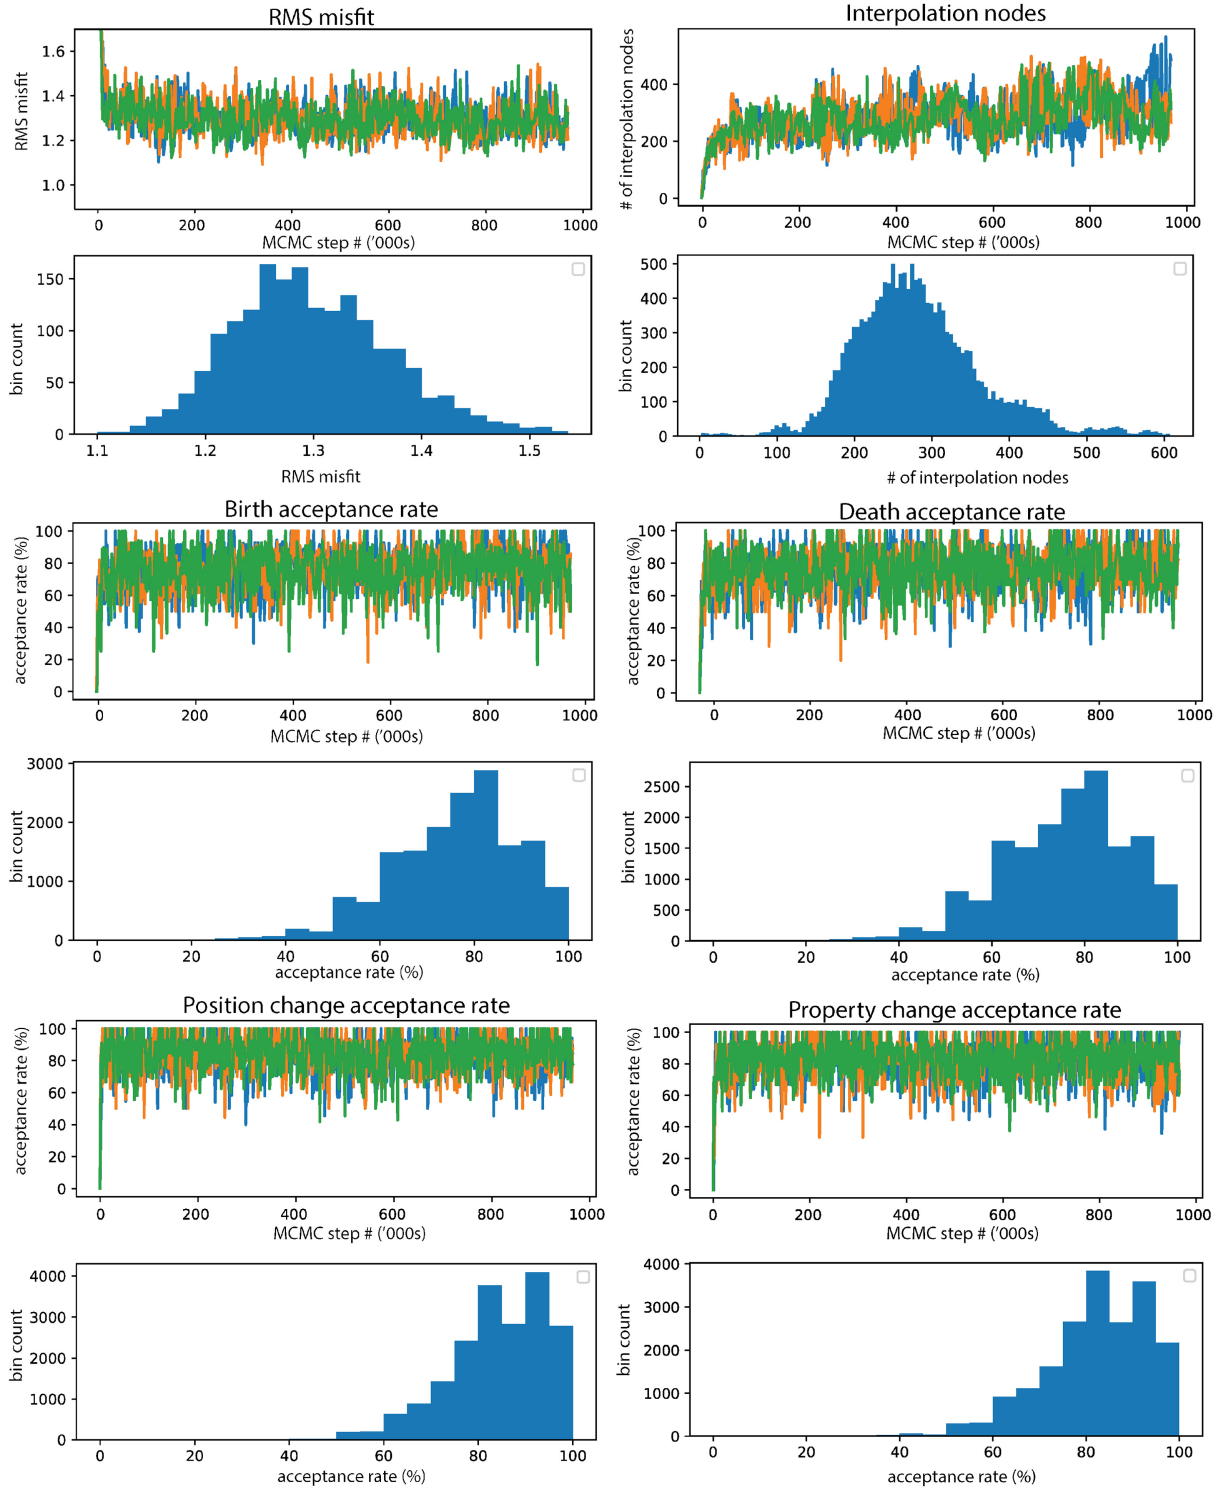 RMS misfit
Interpolation nodes
RMS misfit
1.6
1.4
1.2
1.0
0 200 400 600 800 1000
MCMC step # ('000s)
# of interpolation nodes
400
200
0
0 200 400 600 800 1000
MCMC step # ('000s)
bin count
150
100
50
0
1.1 1.2 1.3 1.4 1.5
RMS misfit
bin count
500
400
300
200
100
0
0 100 200 300 400 500 600
# of interpolation nodes
Birth acceptance rate
Death acceptance rate
acceptance rate (%)
100
80
60
40
20
0
0 200 400 600 800 1000
MCMC step # ('000s)
acceptance rate (%)
100
80
60
40
20
0
0 200 400 600 800 1000
MCMC step # ('000s)
bin count
3000
2000
1000
0
0 20 40 60 80 100
acceptance rate (%)
bin count
2500
2000
1500
1000
500
0
0 20 40 60 80 100
acceptance rate (%)
Position change acceptance rate
Property change acceptance rate
acceptance rate (%)
100
80
60
40
20
0
0 200 400 600 800 1000
MCMC step # ('000s)
acceptance rate (%)
100
80
60
40
20
0
0 200 400 600 800 1000
MCMC step # ('000s)
bin count
4000
3000
2000
1000
0
0 20 40 60 80 100
acceptance rate (%)
bin count
4000
3000
2000
1000
0
0 20 40 60 80 100
acceptance rate (%)